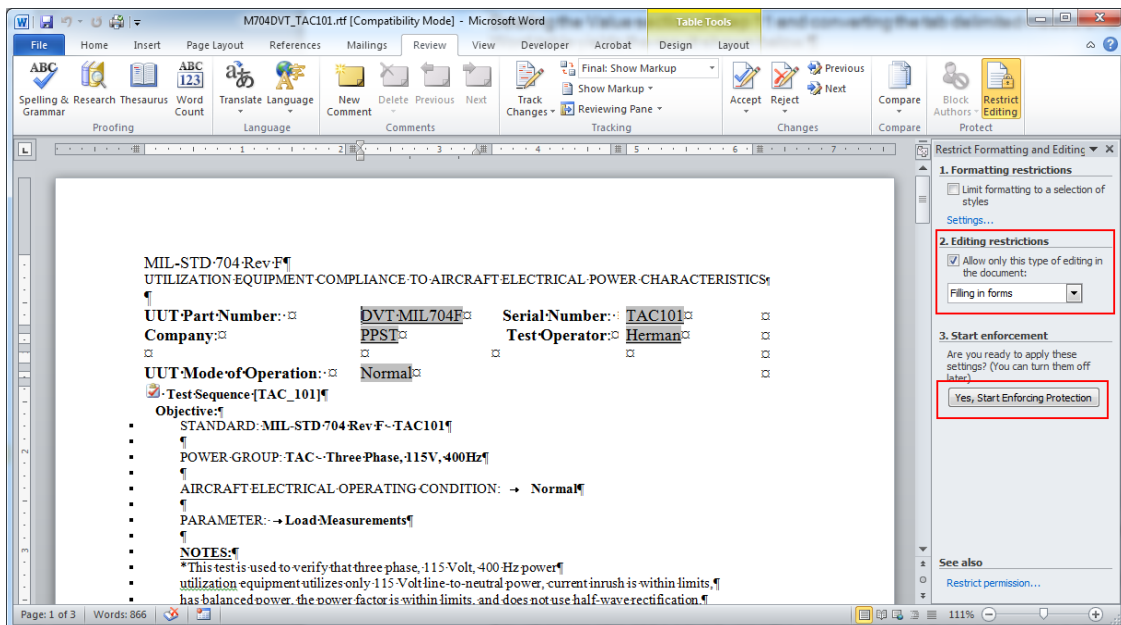 M704DVT_TAC101.rtf [Compatibility Mode] - Microsoft Word
Table Tools
File Home Insert Page Layout References Mailings Review View Developer Acrobat Design Layout
Spelling & Grammar
Research
Thesaurus
Word Count
Translate
Language
New Comment
Delete
Previous
Next
Track Changes
Final: Show Markup
Show Markup
Reviewing Pane
Accept
Reject
Previous
Next
Compare
Block Authors
Restrict Editing
Proofing Language Comments Tracking Changes Compare Protect
Restrict Formatting and Editing
1. Formatting restrictions
Limit formatting to a selection of
styles
Settings...
2. Editing restrictions
Allow only this type of editing in
the document:
Filling in forms
3. Start enforcement
Are you ready to apply these
settings? (You can turn them off
later)
Yes, Start Enforcing Protection
See also
Restrict permission...
MIL-STD 704 Rev F¶
UTILIZATION EQUIPMENT COMPLIANCE TO AIRCRAFT ELECTRICAL POWER CHARACTERISTICS¶
¶
UUT Part Number: DVT MIL704F Serial Number: TAC101
Company: PPST Test Operator: Herman
UUT Mode of Operation: Normal
Test Sequence [TAC_101]¶
Objective:¶
STANDARD: MIL-STD 704 Rev F - TAC101¶
¶
POWER GROUP: TAC - Three Phase, 115V, 400Hz¶
¶
AIRCRAFT ELECTRICAL OPERATING CONDITION: → Normal¶
¶
PARAMETER: → Load Measurements¶
¶
NOTES:¶
*This test is used to verify that three phase, 115 Volt, 400 Hz power¶
utilization equipment utilizes only 115 Volt line-to-neutral power, current inrush is within limits,¶
has balanced power, the power factor is within limits, and does not use half-wave rectification.¶
Page: 1 of 3 Words: 866 111%